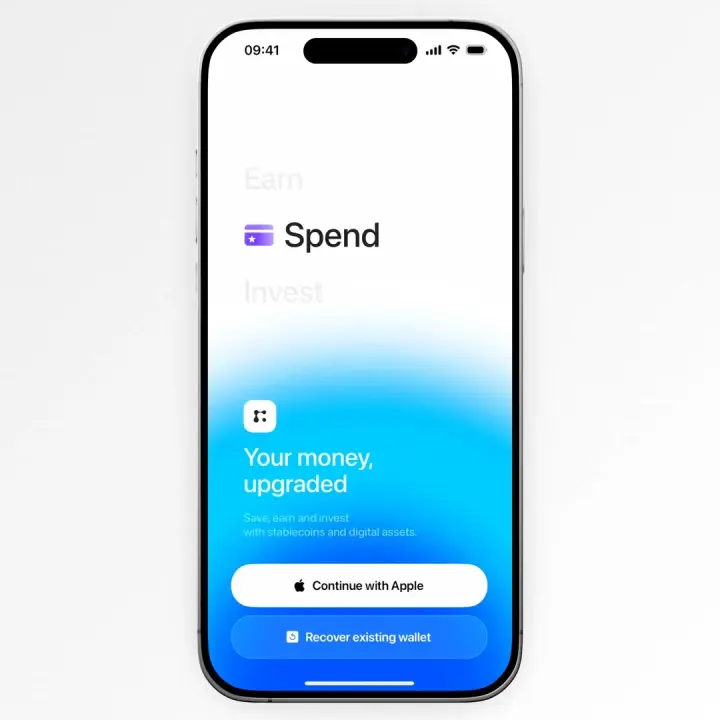 09:41
Earn
Spend
Invest
Your money,
upgraded
Save, earn and invest
with stablecoins and digital assets.
Continue with Apple
Recover existing wallet